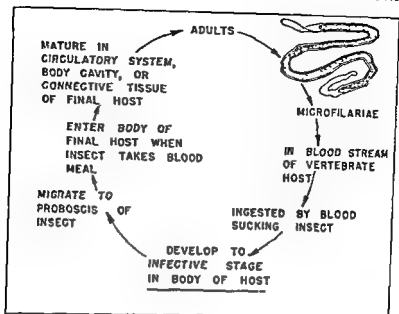 ADULTS
MICROFILARIAE
IN BLOOD STREAM
OF VERTEBRATE
HOST
INGESTED BY BLOOD
SUCKING INSECT
DEVELOP TO
INFECTIVE STAGE
IN BODY OF HOST
MIGRATE TO
PROBOSCIS OF
INSECT
ENTER BODY OF
FINAL HOST WHEN
INSECT TAKES BLOOD
MEAL
MATURE IN
CIRCULATORY SYSTEM,
BODY CAVITY, OR
CONNECTIVE TISSUE
OF FINAL HOST